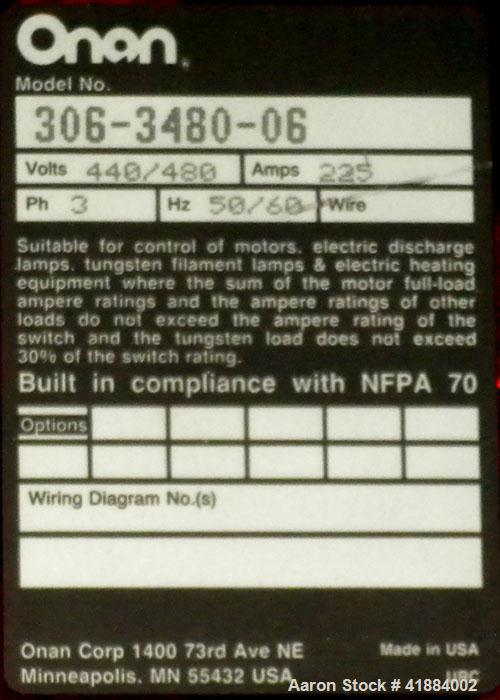 Onan
Model No.
306-3480-06
Volts 440/480 Amps 225
Ph 3 Hz 50/60 Wire
Suitable for control of motors, electric discharge
lamps, tungsten filament lamps & electric heating
equipment where the sum of the motor full-load
ampere ratings and the ampere ratings of other
loads do not exceed the ampere rating of the
switch and the tungsten load does not exceed
30% of the switch rating.
Built in compliance with NFPA 70
Options
Wiring Diagram No.(s)
Onan Corp 1400 73rd Ave NE Made in USA
Minneapolis, MN 55432 USA
Aaron Stock # 41884002